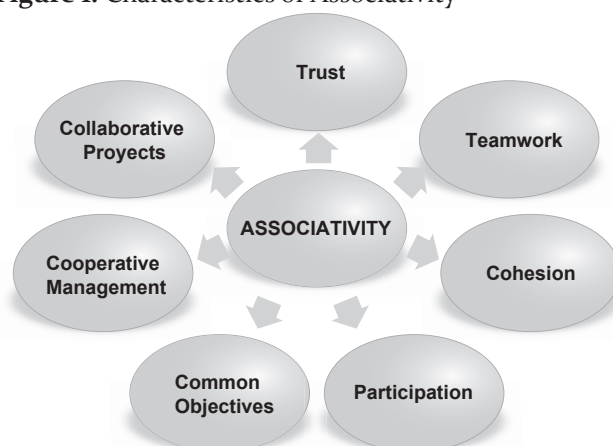 Figure 1. Characteristics of Associativity
Trust
Collaborative
Proyects
Teamwork
ASSOCIATIVITY
Cooperative
Management
Cohesion
Common
Objectives
Participation